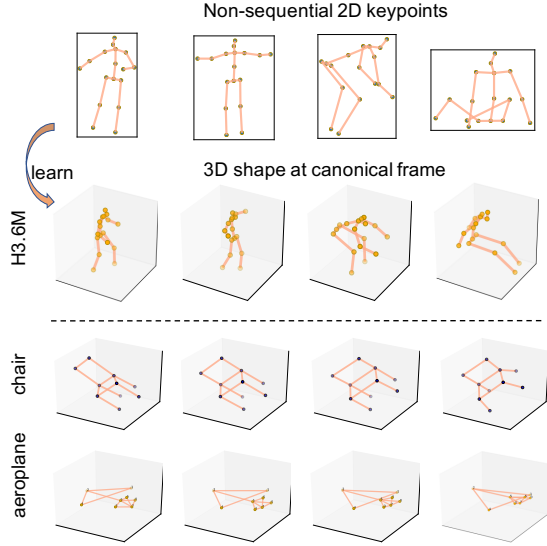 Non-sequential 2D keypoints
learn
3D shape at canonical frame
H3.6M
chair
aeroplane